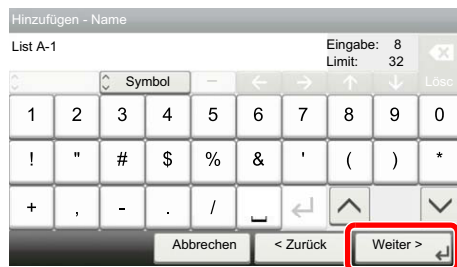 Hinzufügen - Name
List A-1 Eingabe: 8
Limit: 32
Symbol - Lösc
1 2 3 4 5 6 7 8 9 0
! " # $ % & ' ( ) *
+ , - . /
Abbrechen < Zurück Weiter >